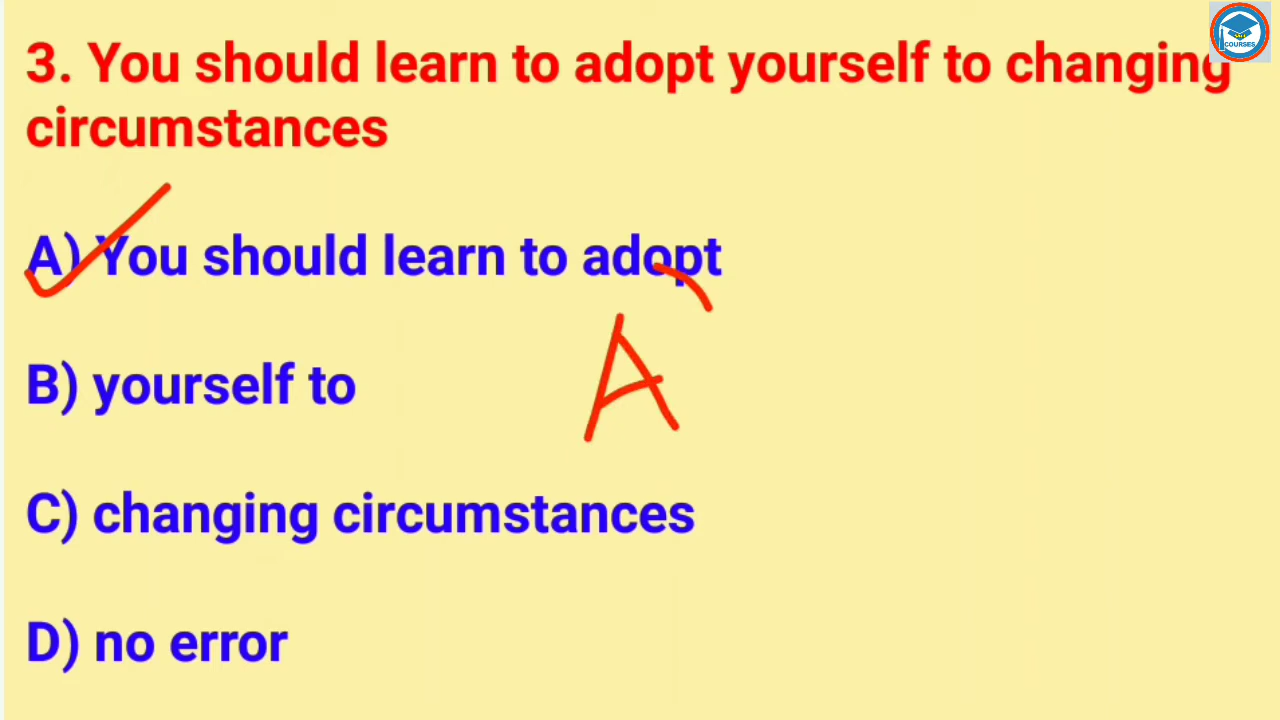 COURSES
3. You should learn to adopt yourself to changing
circumstances
A) You should learn to adopt
A
B) yourself to
C) changing circumstances
D) no error